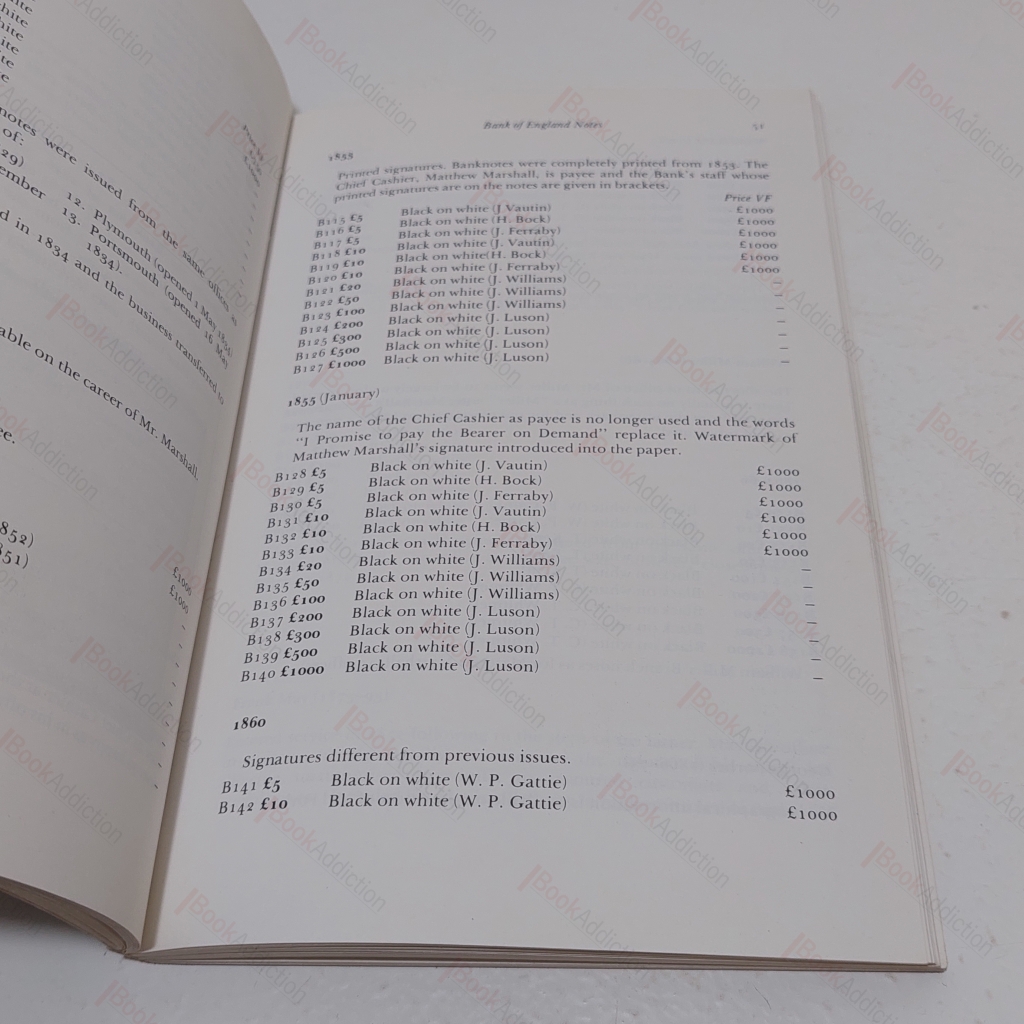 hite
hite
hite
ite
te
e
notes were issued from the same offices as
of:
29)
ember
12. Plymouth (opened 1 May 1834)
13. Portsmouth (opened 16 May
1834).
d in 1834 and the business transferred to
able on the career of Mr. Marshall.
ee.
852)
51)
£1000
£1000
Bank of England Notes 51
1853
Printed signatures. Banknotes were completely printed from 1853. The
Chief Cashier, Matthew Marshall, is payee and the Bank's staff whose
printed signatures are on the notes are given in brackets.
Price VF
B115 £5 Black on white (J Vautin) £1000
B116 £5 Black on white (H. Bock) £1000
B117 £5 Black on white (J. Ferraby) £1000
B118 £10 Black on white (J. Vautin) £1000
B119 £10 Black on white(H. Bock) £1000
B120 £10 Black on white (J. Ferraby) £1000
B121 £20 Black on white (J. Williams) –
B122 £50 Black on white (J. Williams) –
B123 £100 Black on white (J. Williams) –
B124 £200 Black on white (J. Luson) –
B125 £300 Black on white (J. Luson) –
B126 £500 Black on white (J. Luson) –
B127 £1000 Black on white (J. Luson) –
1855 (January)
The name of the Chief Cashier as payee is no longer used and the words
"I Promise to pay the Bearer on Demand" replace it. Watermark of
Matthew Marshall's signature introduced into the paper.
B128 £5 Black on white (J. Vautin) £1000
B129 £5 Black on white (H. Bock) £1000
B130 £5 Black on white (J. Ferraby) £1000
B131 £10 Black on white (J. Vautin) £1000
B132 £10 Black on white (H. Bock) £1000
B133 £10 Black on white (J. Ferraby) £1000
B134 £20 Black on white (J. Williams) –
B135 £50 Black on white (J. Williams) –
B136 £100 Black on white (J. Williams) –
B137 £200 Black on white (J. Luson) –
B138 £300 Black on white (J. Luson) –
B139 £500 Black on white (J. Luson) –
B140 £1000 Black on white (J. Luson) –
1860
Signatures different from previous issues.
B141 £5 Black on white (W. P. Gattie) £1000
B142 £10 Black on white (W. P. Gattie) £1000
BookAddiction